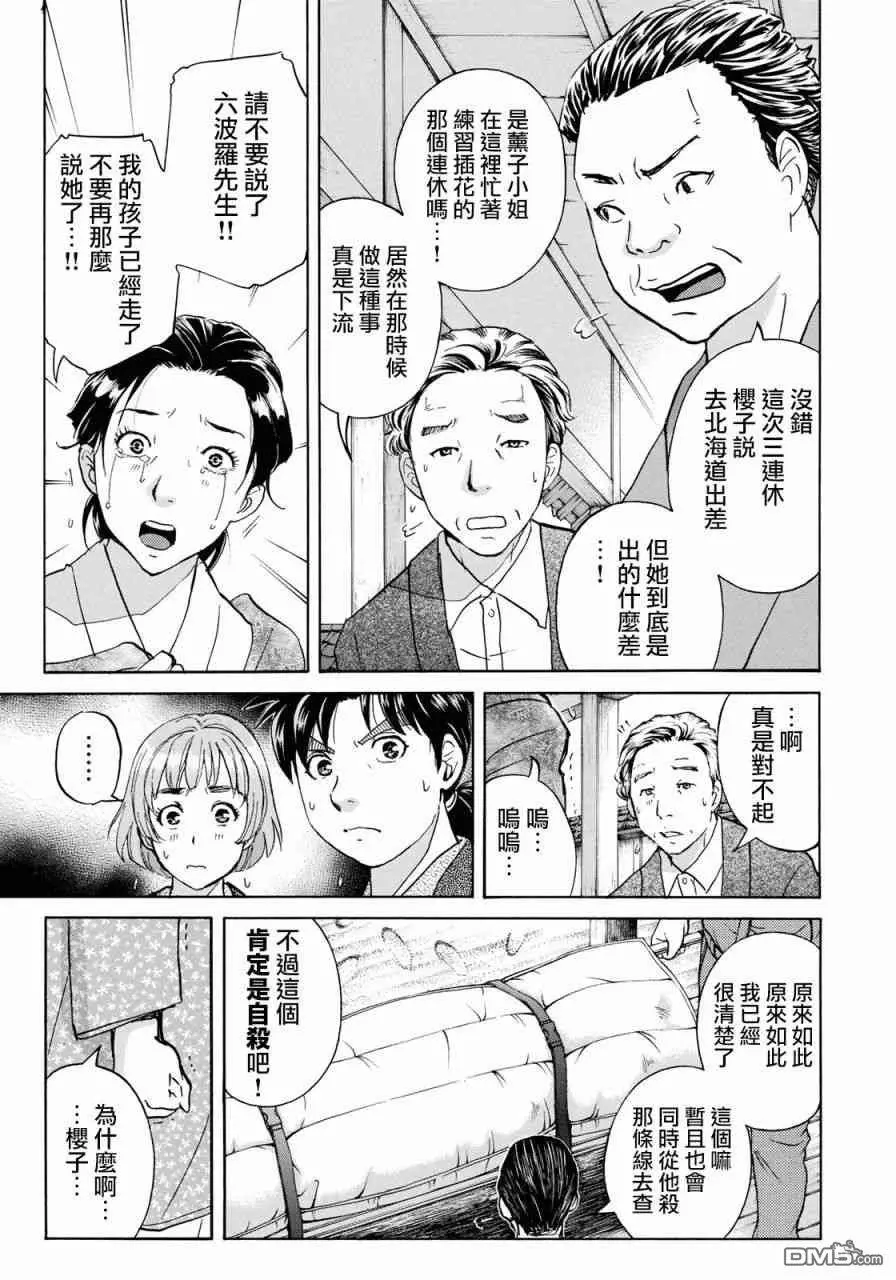 沒錯
這次三連休
櫻子說
去北海道出差
但她到底是
出的什麼差
…！
是薰子小姐
在這裡忙著
練習插花的
那個連休嗎…！
居然在那時候
做這種事
真是下流
請不要說了
六波羅先生!!
我的孩子已經走了
不要再那麼
說她了…!!
…啊
真是對不起
嗚…
嗚嗚…
……
原來如此
原來如此
我已經
很清楚了
這個嘛
暫且也會
同時從他殺
那條線去查
不過這個
肯定是自殺吧！
為什麼啊…
…櫻子…
DM5.com